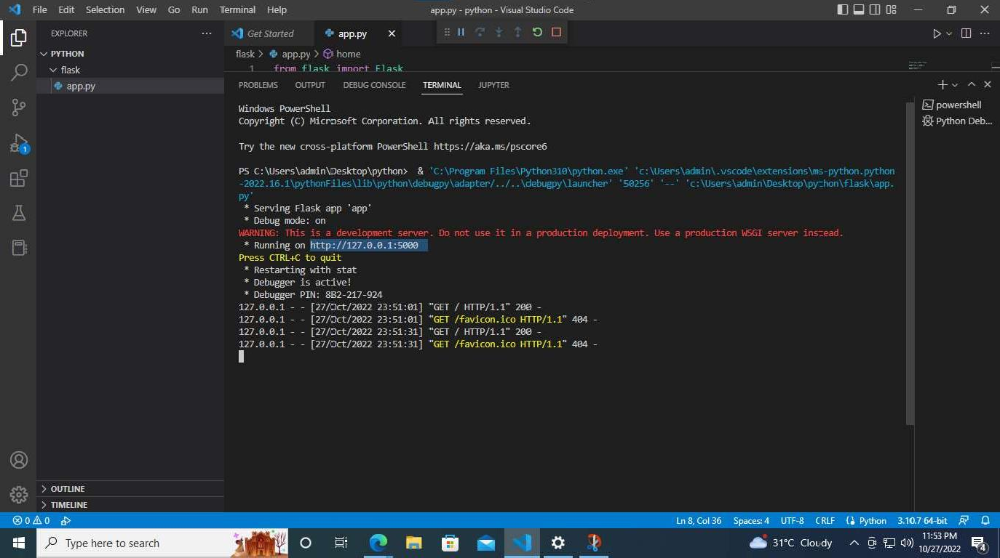 File Edit Selection View Go Run Terminal Help
app.py - python - Visual Studio Code
EXPLORER
PYTHON
flask
app.py
1
OUTLINE
TIMELINE
Get Started
app.py
flask > app.py > home
1 from flask import Flask
PROBLEMS OUTPUT DEBUG CONSOLE TERMINAL JUPYTER
powershell
Python Deb...
Windows PowerShell
Copyright (C) Microsoft Corporation. All rights reserved.
Try the new cross-platform PowerShell https://aka.ms/pscore6
PS C:\Users\admin\Desktop\python>  & 'C:\Program Files\Python310\python.exe' 'c:\Users\admin\.vscode\extensions\ms-python.python
-2022.16.1\pythonFiles\lib\python\debugpy\adapter/../..\debugpy\launcher' '50256' '--' 'c:\Users\admin\Desktop\python\flask\app.
py'
* Serving Flask app 'app'
* Debug mode: on
WARNING: This is a development server. Do not use it in a production deployment. Use a production WSGI server instead.
* Running on http://127.0.0.1:5000
Press CTRL+C to quit
* Restarting with stat
* Debugger is active!
* Debugger PIN: 882-217-924
127.0.0.1 - - [27/Oct/2022 23:51:01] "GET / HTTP/1.1" 200 -
127.0.0.1 - - [27/Oct/2022 23:51:01] "GET /favicon.ico HTTP/1.1" 404 -
127.0.0.1 - - [27/Oct/2022 23:51:31] "GET / HTTP/1.1" 200 -
127.0.0.1 - - [27/Oct/2022 23:51:31] "GET /favicon.ico HTTP/1.1" 404 -
0 0
Ln 8, Col 36 Spaces: 4 UTF-8 CRLF Python 3.10.7 64-bit
Type here to search
31°C Cloudy
11:53 PM
10/27/2022
4